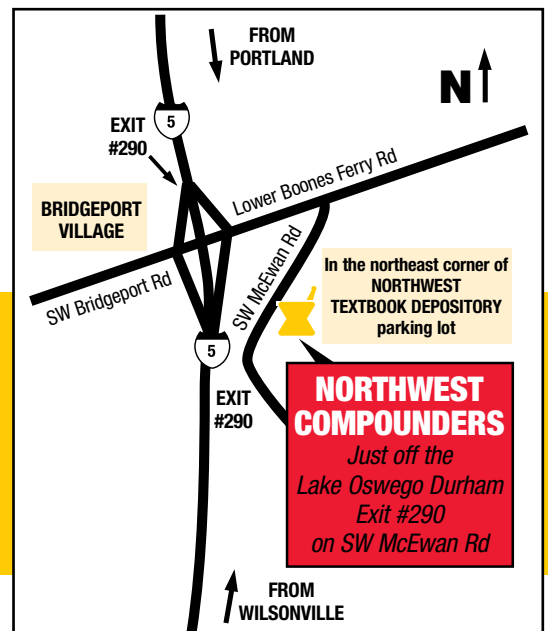 FROM
PORTLAND
N
5
EXIT
#290
Lower Boones Ferry Rd
BRIDGEPORT
VILLAGE
SW Bridgeport Rd
SW McEwan Rd
In the northeast corner of
NORTHWEST
TEXTBOOK DEPOSITORY
parking lot
5
EXIT
#290
NORTHWEST
COMPOUNDERS
Just off the
Lake Oswego Durham
Exit #290
on SW McEwan Rd
FROM
WILSONVILLE